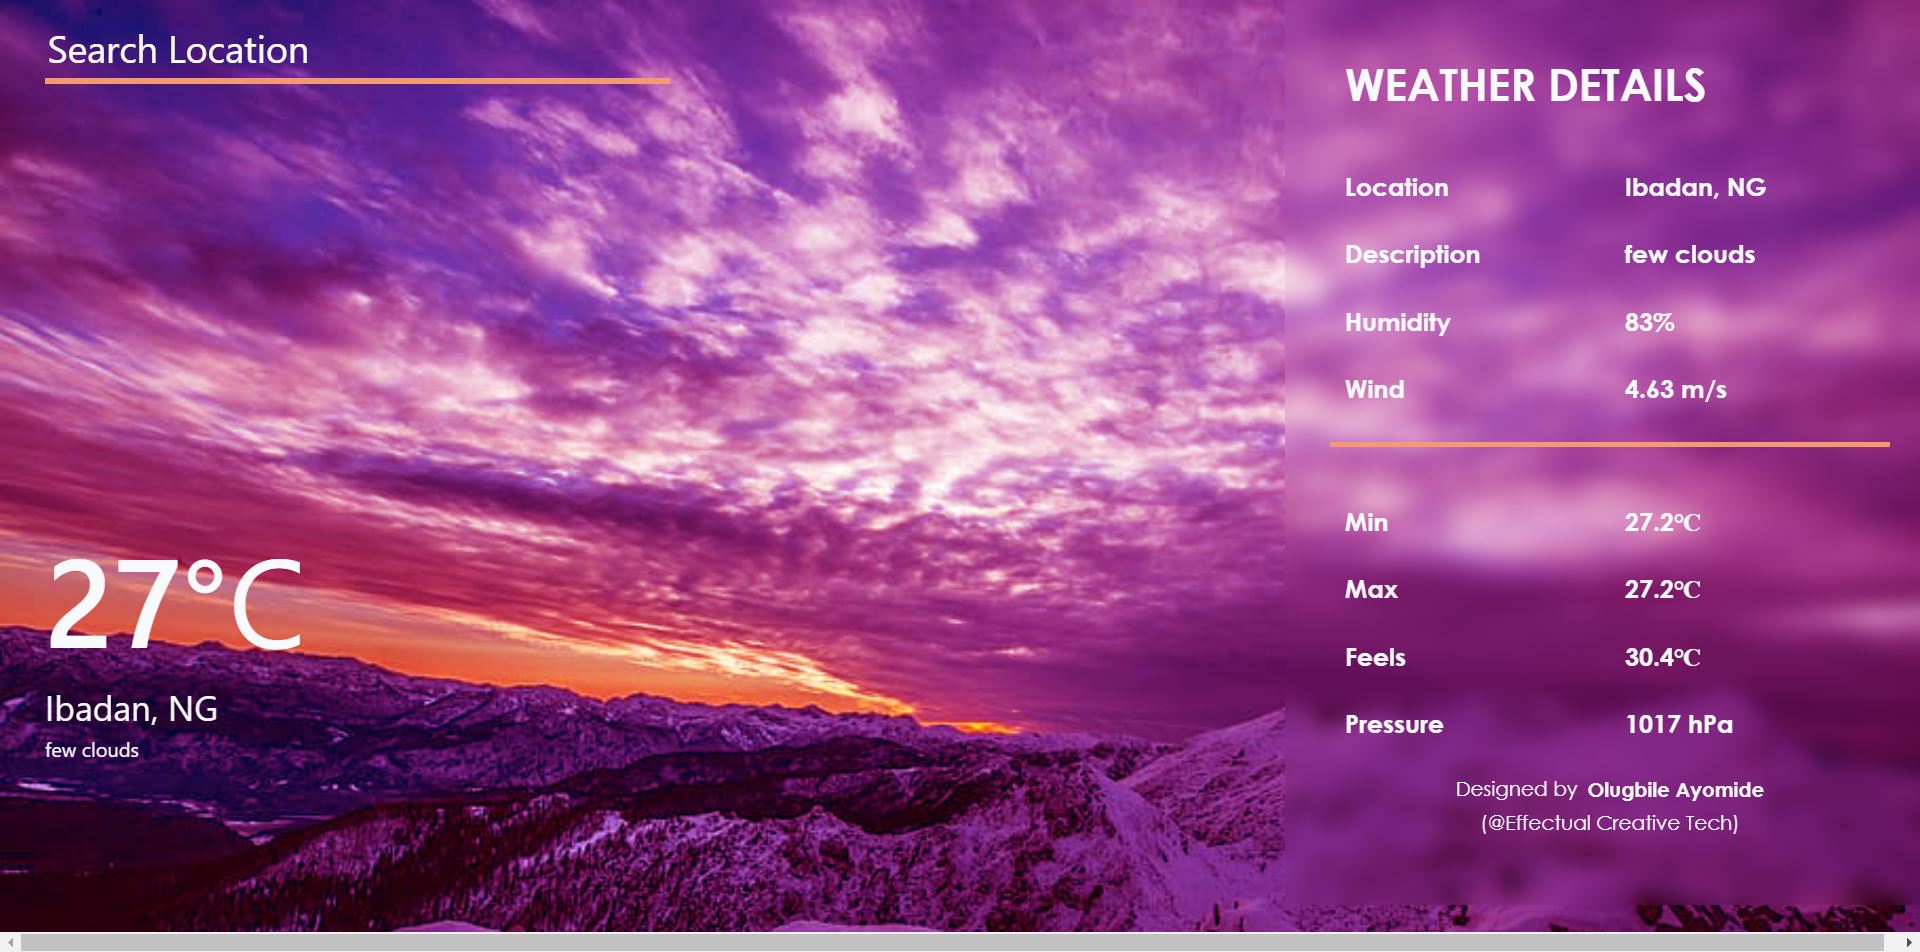 Search Location
27°C
Ibadan, NG
few clouds
WEATHER DETAILS
Location Ibadan, NG
Description few clouds
Humidity 83%
Wind 4.63 m/s
Min 27.2°C
Max 27.2°C
Feels 30.4°C
Pressure 1017 hPa
Designed by Olugbile Ayomide
(@Effectual Creative Tech)